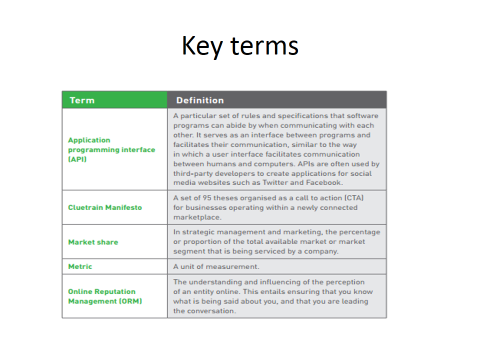 Key terms
Term Definition
Application
programming interface
(API)
A particular set of rules and specifications that software
programs can abide by when communicating with each
other. It serves as an interface between programs and
facilitates their communication, similar to the way
in which a user interface facilitates communication
between humans and computers. APIs are often used by
third-party developers to create applications for social
media websites such as Twitter and Facebook.
Cluetrain Manifesto
A set of 95 theses organised as a call to action (CTA)
for businesses operating within a newly connected
marketplace.
Market share
In strategic management and marketing, the percentage
or proportion of the total available market or market
segment that is being serviced by a company.
Metric
A unit of measurement.
Online Reputation
Management (ORM)
The understanding and influencing of the perception
of an entity online. This entails ensuring that you know
what is being said about you, and that you are leading
the conversation.